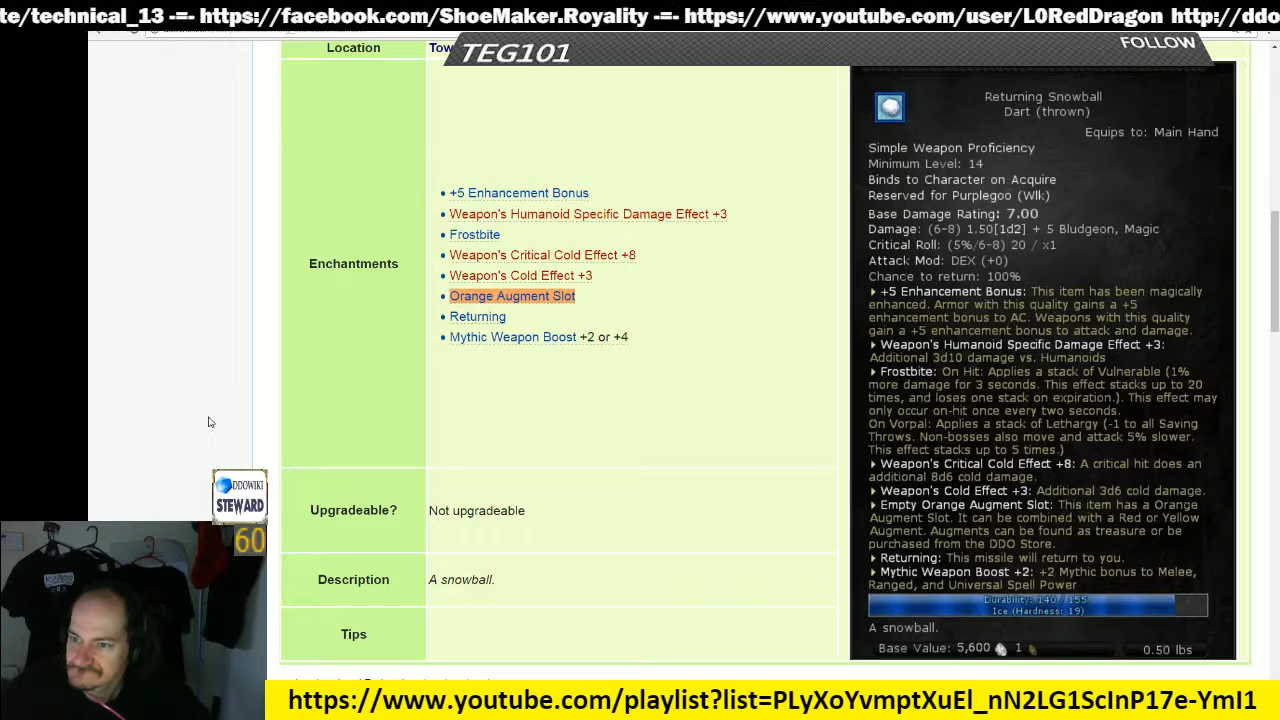 te/technical_13 -=- https://facebook.com/ShoeMaker.Royality -=- https://www.youtube.com/user/L0RedDragon http://ddo
TEG101
FOLLOW
Location
Tow
Enchantments
+5 Enhancement Bonus
Weapon's Humanoid Specific Damage Effect +3
Frostbite
Weapon's Critical Cold Effect +8
Weapon's Cold Effect +3
Orange Augment Slot
Returning
Mythic Weapon Boost +2 or +4
Upgradeable?
Not upgradeable
Description
A snowball.
Tips
Returning Snowball
Dart (thrown)
Equips to: Main Hand
Simple Weapon Proficiency
Minimum Level: 14
Binds to Character on Acquire
Reserved for Purplegoo (Wlk)
Base Damage Rating: 7.00
Damage: (6-8) 1.50[1d2] + 5 Bludgeon, Magic
Critical Roll: (5%/6-8) 20 / x1
Attack Mod: DEX (+0)
Chance to return: 100%
+5 Enhancement Bonus: This item has been magically
enhanced. Armor with this quality gains a +5
enhancement bonus to AC. Weapons with this quality
gain a +5 enhancement bonus to attack and damage.
Weapon's Humanoid Specific Damage Effect +3:
Additional 3d10 damage vs. Humanoids
Frostbite: On Hit: Applies a stack of Vulnerable (1%
more damage for 3 seconds. This effect stacks up to 20
times, and loses one stack on expiration.). This effect may
only occur on-hit once every two seconds.
On Vorpal: Applies a stack of Lethargy (-1 to all Saving
Throws. Non-bosses also move and attack 5% slower.
This effect stacks up to 5 times.)
Weapon's Critical Cold Effect +8: A critical hit does an
additional 8d6 cold damage.
Weapon's Cold Effect +3: Additional 3d6 cold damage.
Empty Orange Augment Slot: This item has a Orange
Augment Slot. It can be combined with a Red or Yellow
Augment. Augments can be found as treasure or be
purchased from the DDO Store.
Returning: This missile will return to you.
Mythic Weapon Boost +2: +2 Mythic bonus to Melee,
Ranged, and Universal Spell Power
Durability: 140 / 155
Ice (Hardness: 19)
A snowball.
Base Value: 5,600 1
0.50 lbs
DDOWIKI
STEWARD
60
https://www.youtube.com/playlist?list=PLyXoYvmptXuEl_nN2LG1ScInP17e-YmI1